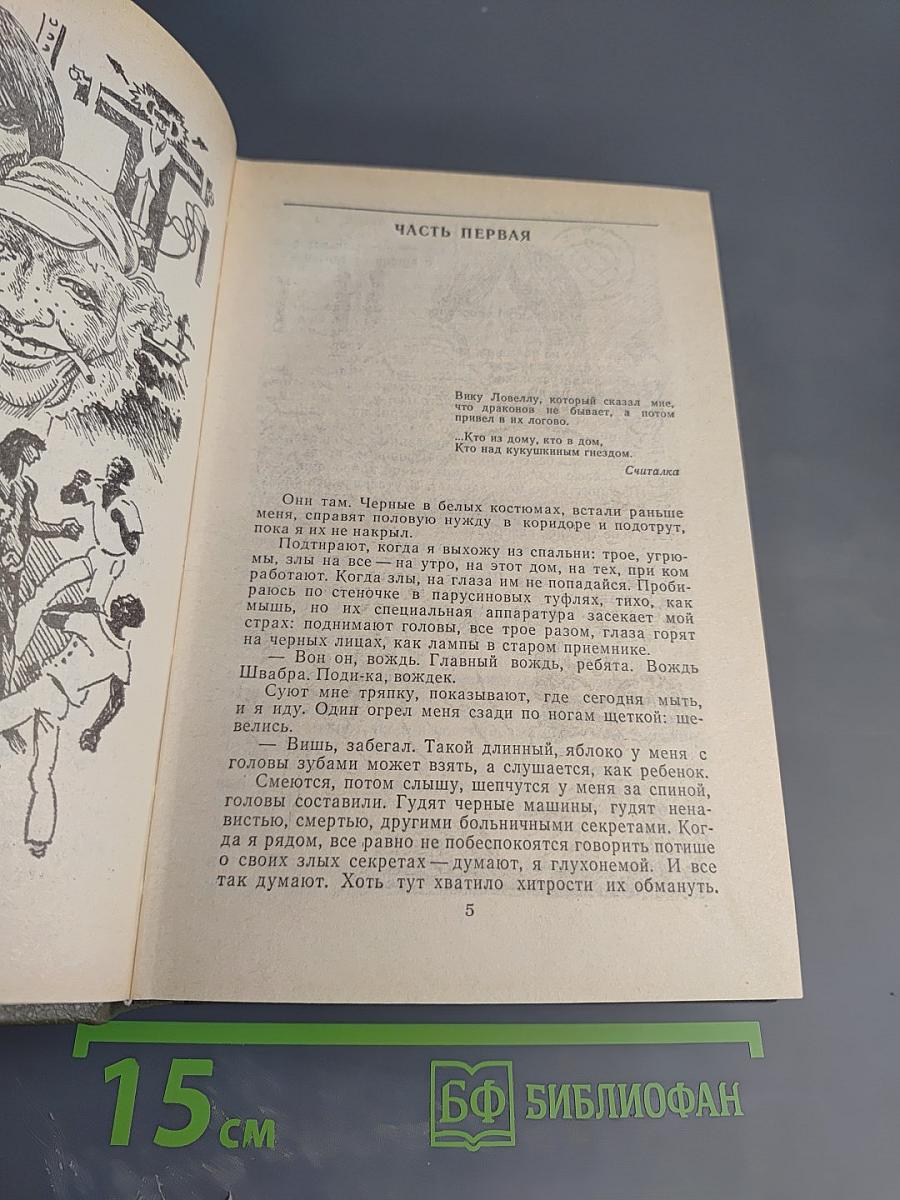 ЧАСТЬ ПЕРВАЯ
Вику Ловеллу, который сказал мне,
что драконов не бывает, а потом
привел в их логово.
...Кто из дому, кто в дом,
Кто над кукушкиным гнездом.
Считалка
Они там. Черные в белых костюмах, встали раньше
меня, справят половую нужду в коридоре и подотрут,
пока я их не накрыл.
Подтирают, когда я выхожу из спальни: трое, угрю-
мы, злы на все — на утро, на этот дом, на тех, при ком
работают. Когда злы, на глаза им не попадайся. Проби-
раюсь по стеночке в парусиновых туфлях, тихо, как
мышь, но их специальная аппаратура засекает мой
страх: поднимают головы, все трое разом, глаза горят
на черных лицах, как лампы в старом приемнике.
— Вон он, вождь. Главный вождь, ребята. Вождь
Швабра. Поди-ка, вождек.
Суют мне тряпку, показывают, где сегодня мыть,
и я иду. Один огрел меня сзади по ногам щеткой: ше-
велись.
— Вишь, забегал. Такой длинный, яблоко у меня с
головы зубами может взять, а слушается, как ребенок.
Смеются, потом слышу, шепчутся у меня за спиной,
головы составили. Гудят черные машины, гудят нена-
вистью, смертью, другими больничными секретами. Ког-
да я рядом, все равно не побеспокоятся говорить потише
о своих злых секретах — думают, я глухонемой. И все
так думают. Хоть тут хватило хитрости их обмануть.
5
15 см
БФ БИБЛИОФАН